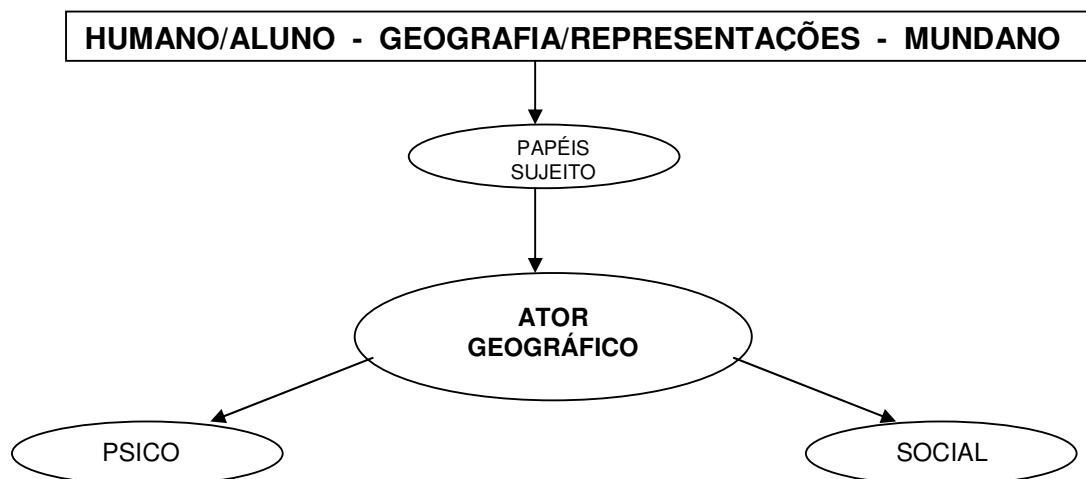 HUMANO/ALUNO - GEOGRAFIA/REPRESENTAÇÕES - MUNDANO
PAPÉIS
SUJEITO
ATOR
GEOGRÁFICO
PSICO
SOCIAL